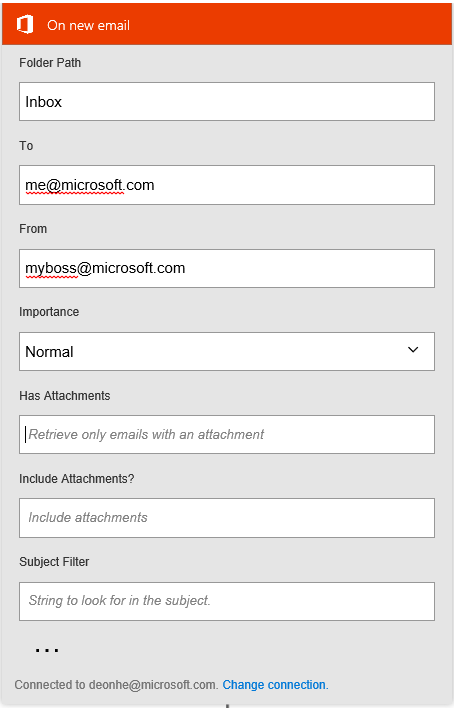 On new email
Folder Path
Inbox
To
me@microsoft.com
From
myboss@microsoft.com
Importance
Normal
Has Attachments
Retrieve only emails with an attachment
Include Attachments?
Include attachments
Subject Filter
String to look for in the subject.
...
Connected to deonhe@microsoft.com. Change connection.